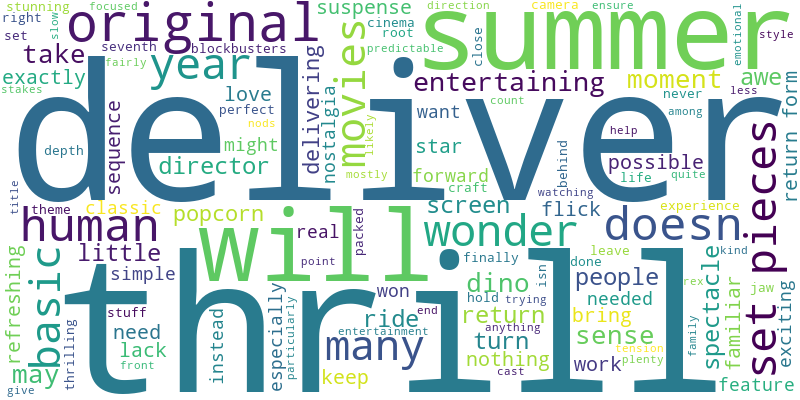 stunning
focused
original
suspense
cinema
direction
camera
ensure
right
set
slow
seventh
blockbusters
root
summer
close
emotional
style
take
year
delivering
movies
predictable
entertaining
moment
awe
exactly
stakes
fairly
sequence
love
perfect
nods
might
nostalgia
likely
want
count
never
less
among
form
deliver
depth
director
star
forward
craft
behind
help
possible
life
quite
return
title
theme
classic
popcorn
screen
flick
watching
experience
human
will
real
packed
wonder
doesn
pieces
refreshing
basic
little
simple
point
finally
done
leave
kind
jaw
isn
dino
people
spectacle
rex
set
stuff
won
hold
trying
needed
familiar
exciting
thrill
need
lack
front
thrilling
instead
especially
particularly
ride
end
return
anything
bring
sense
family
entertainment
many
turn
tension
may
give
keep
nothing
cast
work
plenty
feature